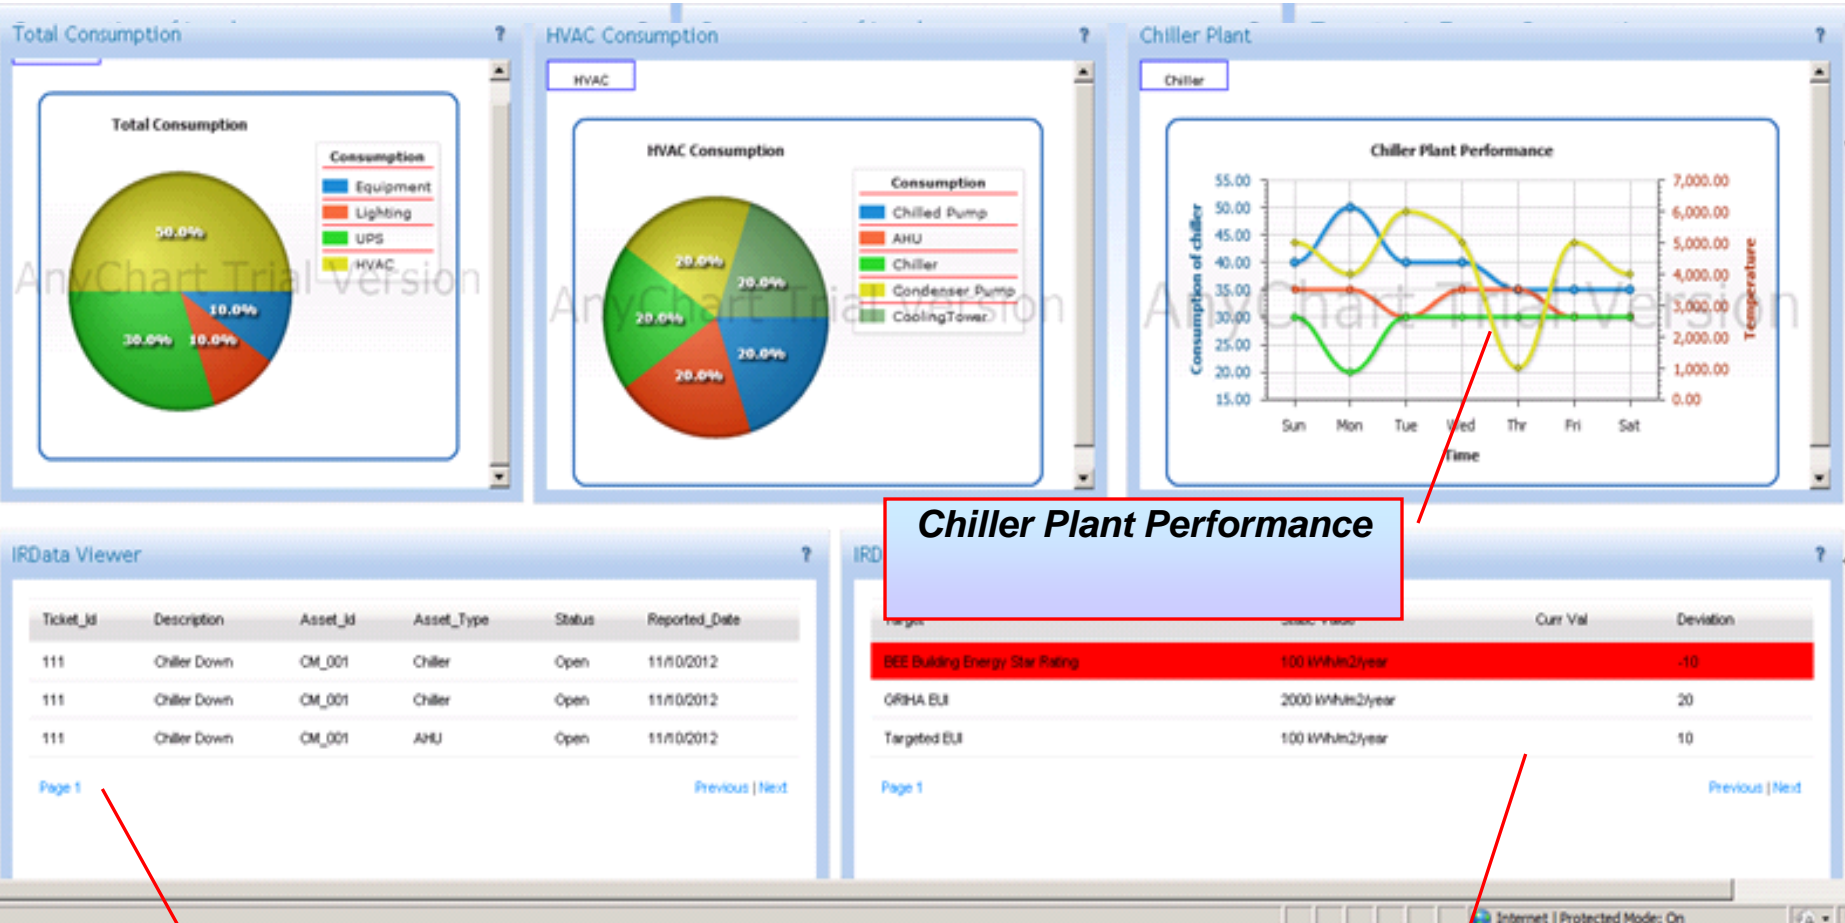 Total Consumption ?
HVAC Consumption ?
Chiller Plant ?
Total Consumption
Consumption
Equipment
Lighting
UPS
HVAC
50.0%
10.0%
30.0% 10.0%
AnyChart Trial Version
HVAC
HVAC Consumption
Consumption
Chilled Pump
AHU
Chiller
Condenser Pump
CoolingTower
20.0%
20.0%
20.0%
20.0%
20.0%
AnyChart Trial Version
Chiller
Chiller Plant Performance
Consumption of chiller
55.00
50.00
45.00
40.00
35.00
30.00
25.00
20.00
15.00
7,000.00
6,000.00
5,000.00
4,000.00
3,000.00
2,000.00
1,000.00
0.00
Temperature
AnyChart Trial Version
Sun Mon Tue Wed Thr Fri Sat
Time
Chiller Plant Performance
IRData Viewer ?
Ticket_Id Description Asset_Id Asset_Type Status Reported_Date
111 Chiller Down CM_001 Chiller Open 11/10/2012
111 Chiller Down CM_001 Chiller Open 11/10/2012
111 Chiller Down CM_001 AHU Open 11/10/2012
Page 1 Previous | Next
IRD ?
Target Static Value Curr Val Deviation
BEE Building Energy Star Rating 100 kWh/m2/year -10
GRIHA EUI 2000 kWh/m2/year 20
Targeted EUI 100 kWh/m2/year 10
Page 1 Previous | Next
Internet | Protected Mode: On